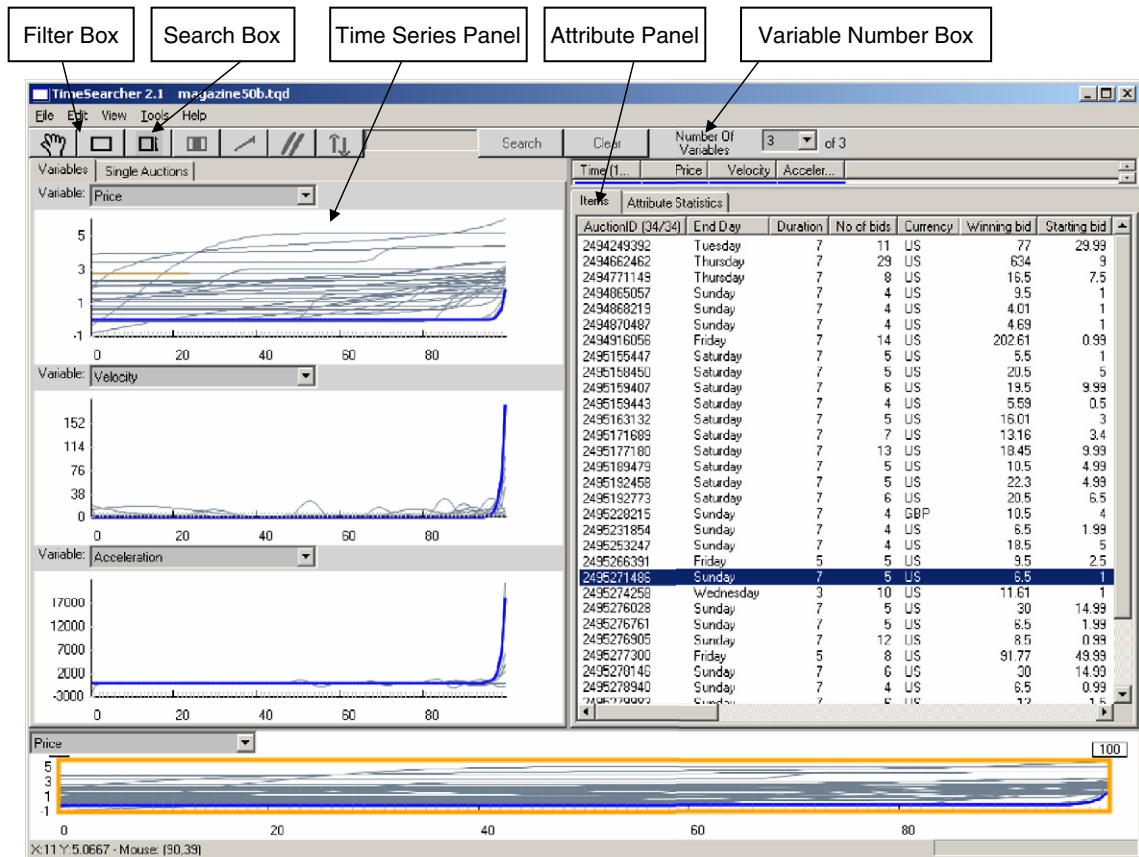 Filter Box
Search Box
Time Series Panel
Attribute Panel
Variable Number Box
TimeSearcher 2.1 magazine50b.tqd
File Edit View Tools Help
Search
Clear
Number Of Variables
3
of 3
Variables
Single Auctions
Time (1... Price Velocity Acceler...
Variable: Price
5
3
1
-1
0 20 40 60 80
Variable: Velocity
152
114
76
38
0
0 20 40 60 80
Variable: Acceleration
17000
12000
7000
2000
-3000
0 20 40 60 80
Items
Attribute Statistics
AuctionID (34/34) End Day Duration No of bids Currency Winning bid Starting bid
2494249392 Tuesday 7 11 US 77 29.99
2494662462 Thursday 7 29 US 634 9
2494771149 Thursday 7 8 US 16.5 7.5
2494865057 Sunday 7 4 US 9.5 1
2494868219 Sunday 7 4 US 4.01 1
2494870487 Sunday 7 4 US 4.69 1
2494916056 Friday 7 14 US 202.61 0.99
2495155447 Saturday 7 5 US 5.5 1
2495158450 Saturday 7 5 US 20.5 5
2495159407 Saturday 7 6 US 19.5 9.99
2495159443 Saturday 7 4 US 5.59 0.5
2495163132 Saturday 7 5 US 16.01 3
2495171689 Saturday 7 7 US 13.16 3.4
2495177180 Saturday 7 13 US 18.45 9.99
2495189479 Saturday 7 5 US 10.5 4.99
2495192458 Saturday 7 5 US 22.3 4.99
2495192773 Saturday 7 6 US 20.5 6.5
2495228215 Sunday 7 4 GBP 10.5 4
2495231854 Sunday 7 4 US 6.5 1.99
2495253247 Sunday 7 4 US 18.5 5
2495266391 Friday 5 5 US 9.5 2.5
2495271486 Sunday 7 5 US 6.5 1
2495274258 Wednesday 3 10 US 11.61 1
2495276028 Sunday 7 5 US 30 14.99
2495276761 Sunday 7 5 US 6.5 1.99
2495276905 Sunday 7 12 US 8.5 0.99
2495277300 Friday 5 8 US 91.77 49.99
2495278146 Sunday 7 6 US 30 14.99
2495278940 Sunday 7 4 US 6.5 0.99
Price
100
5
3
1
-1
0 20 40 60 80
X:11 Y:5.0667 - Mouse: (90,39)